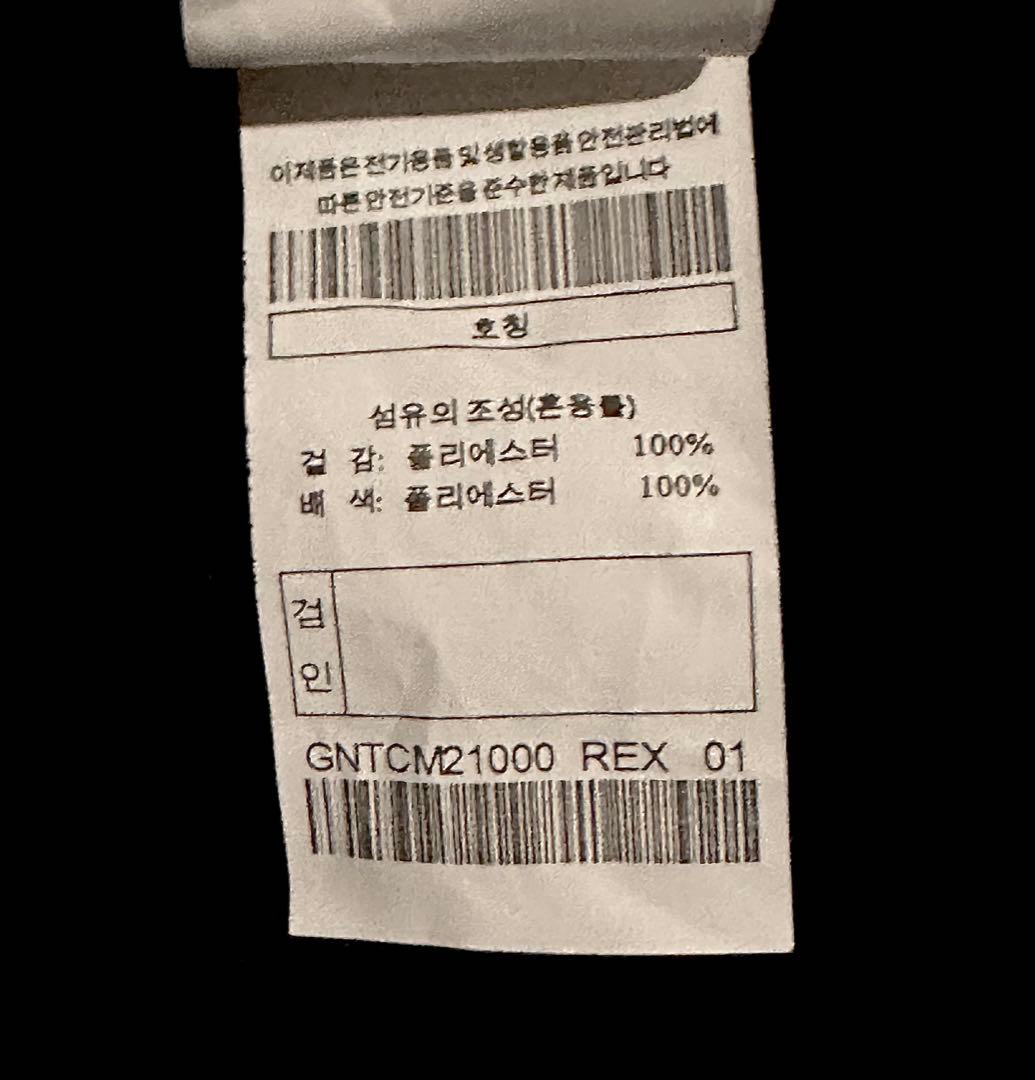 이제품은전기용품 및 생활용품 안전관리법에
따른 안전기준을 준수한 제품입니다
호칭
섬유의 조성(혼용률)
겉 감: 폴리에스터 100%
배 색: 폴리에스터 100%
검
인
GNTCM21000 REX 01